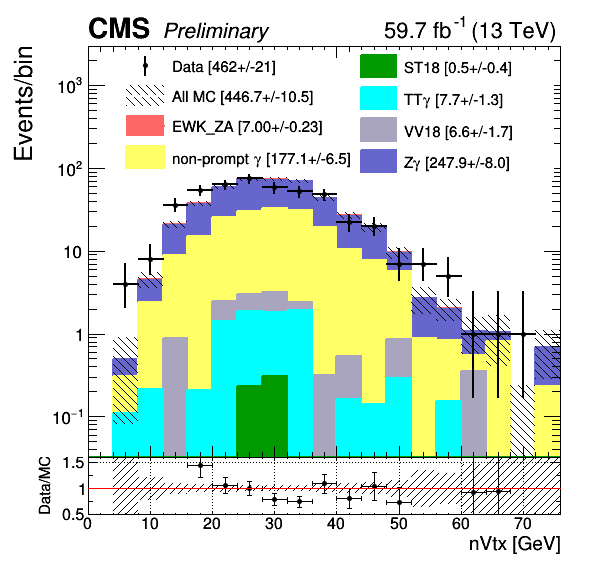 CMS Preliminary 59.7 fb⁻¹ (13 TeV)
Events/bin
Data [462+/-21]
All MC [446.7+/-10.5]
EWK_ZA [7.00+/-0.23]
non-prompt γ [177.1+/-6.5]
ST18 [0.5+/-0.4]
TTγ [7.7+/-1.3]
VV18 [6.6+/-1.7]
Zγ [247.9+/-8.0]
10³
10²
10
1
10⁻¹
Data/MC
1.5
1
0.5
0 10 20 30 40 50 60 70
nVtx [GeV]